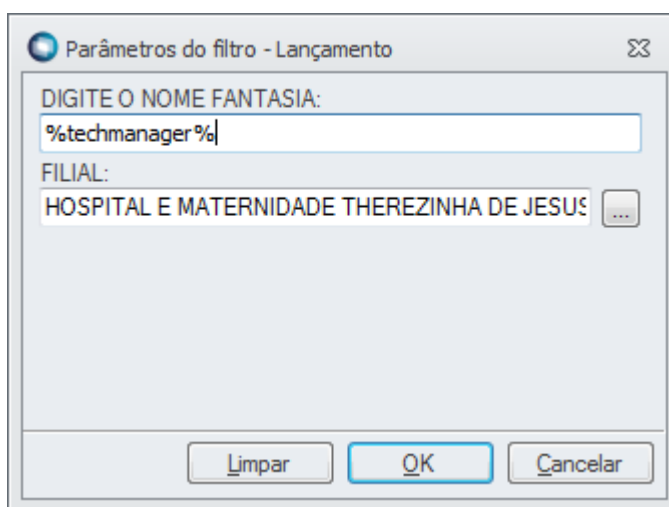 Parâmetros do filtro - Lançamento
DIGITE O NOME FANTASIA:
%techmanager%
FILIAL:
HOSPITAL E MATERNIDADE THEREZINHA DE JESUS
...
Limpar OK Cancelar